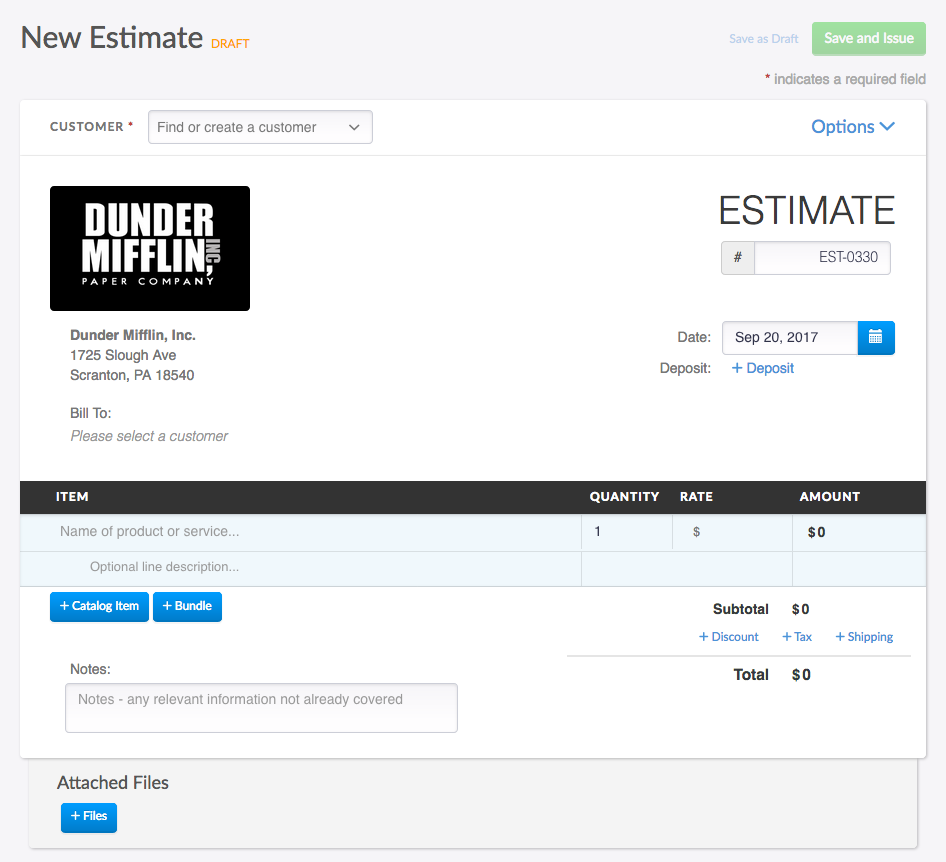 New Estimate DRAFT
Save as Draft
Save and Issue
* indicates a required field
CUSTOMER *
Find or create a customer
Options
DUNDER
MIFFLIN, INC.
PAPER COMPANY
ESTIMATE
# EST-0330
Dunder Mifflin, Inc.
1725 Slough Ave
Scranton, PA 18540
Date: Sep 20, 2017
Deposit: + Deposit
Bill To:
Please select a customer
ITEM QUANTITY RATE AMOUNT
Name of product or service... 1 $ $0
Optional line description...
+ Catalog Item + Bundle
Subtotal $0
+ Discount + Tax + Shipping
Total $0
Notes:
Notes - any relevant information not already covered
Attached Files
+ Files